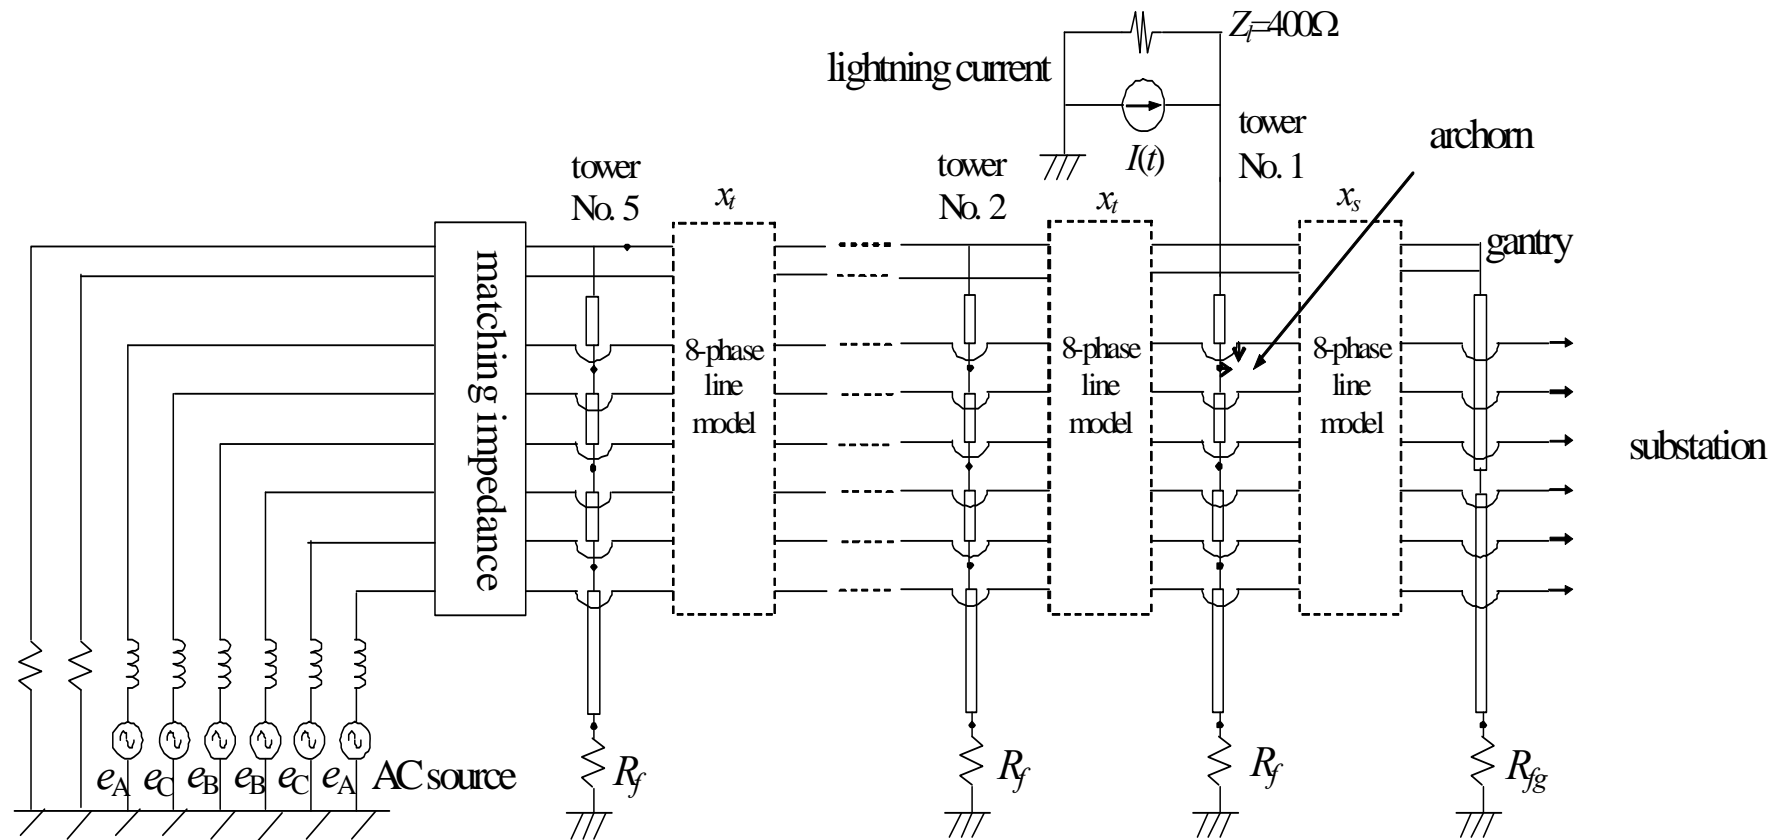 Zi=400Ω
lightning current
I(t)
tower
No. 1
archorn
tower
No. 5
xt
tower
No. 2
xt
xs
gantry
matching impedance
8-phase
line
model
8-phase
line
model
8-phase
line
model
substation
eA
eC
eB
eB
eC
eA
AC source
Rf
Rf
Rf
Rfg